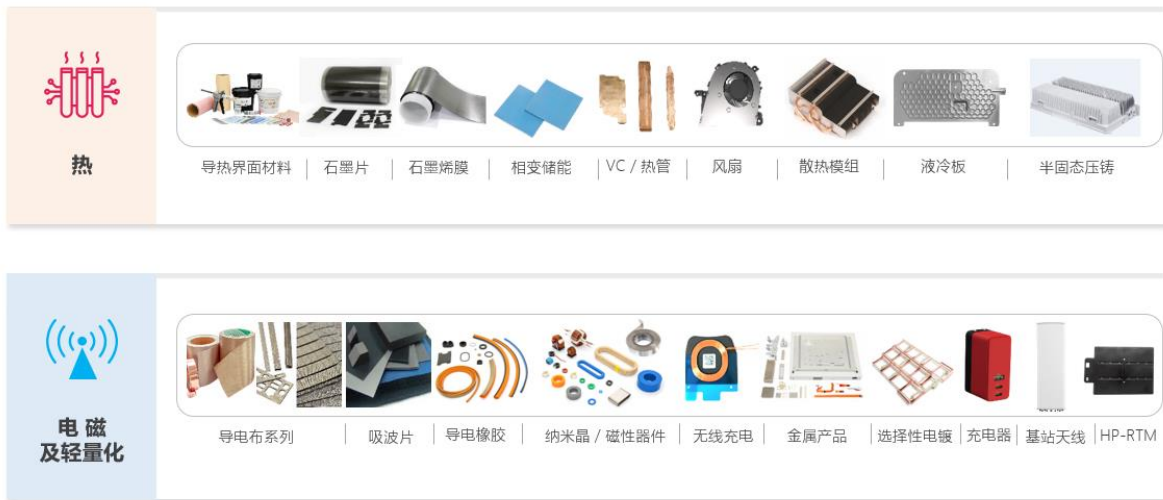 热
导热界面材料 | 石墨片 | 石墨烯膜 | 相变储能 | VC / 热管 | 风扇 | 散热模组 | 液冷板 | 半固态压铸
电 磁
及轻量化
导电布系列 | 吸波片 | 导电橡胶 | 纳米晶 / 磁性器件 | 无线充电 | 金属产品 | 选择性电镀 | 充电器 | 基站天线 | HP-RTM